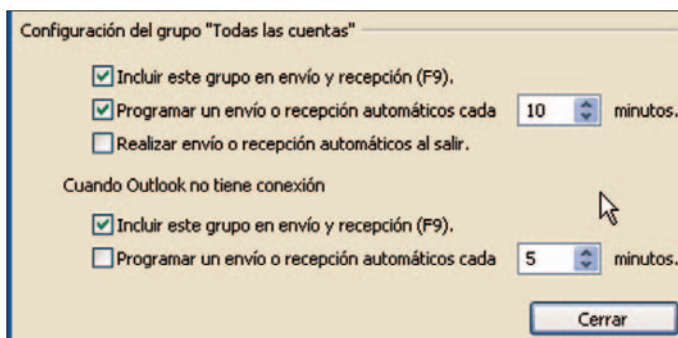 Configuración del grupo "Todas las cuentas"
Incluir este grupo en envío y recepción (F9).
Programar un envío o recepción automáticos cada 10 minutos.
Realizar envío o recepción automáticos al salir.
Cuando Outlook no tiene conexión
Incluir este grupo en envío y recepción (F9).
Programar un envío o recepción automáticos cada 5 minutos.
Cerrar